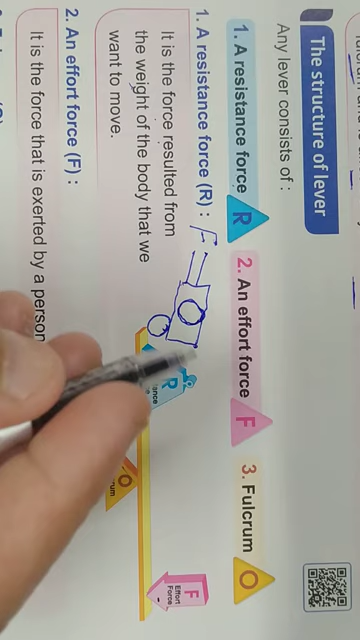 The structure of lever
Any lever consists of :
1. A resistance force R
2. An effort force F
3. Fulcrum O
1. A resistance force (R) :
F
It is the force resulted from
the weight of the body that we
want to move.
R
O
F
Effort
Force
2. An effort force (F) :
It is the force that is exerted by a person